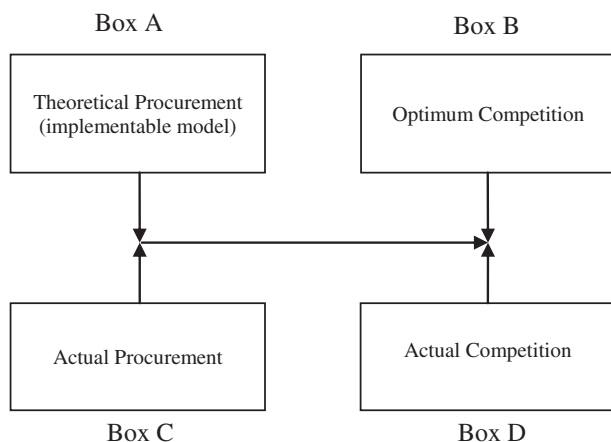 Box A
Box B
Theoretical Procurement
(implementable model)
Optimum Competition
Actual Procurement
Actual Competition
Box C
Box D